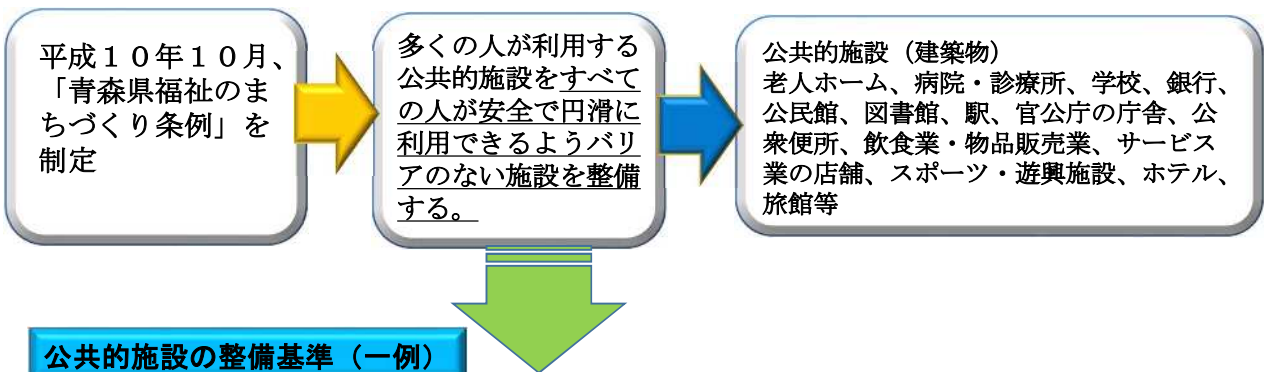 平成１０年１０月、
「青森県福祉のま
ちづくり条例」を
制定
多くの人が利用する
公共的施設をすべて
の人が安全で円滑に
利用できるようバリ
アのない施設を整備
する。
公共的施設（建築物）
老人ホーム、病院・診療所、学校、銀行、
公民館、図書館、駅、官公庁の庁舎、公
衆便所、飲食業・物品販売業、サービス
業の店舗、スポーツ・遊興施設、ホテル、
旅館等
公共的施設の整備基準（一例）